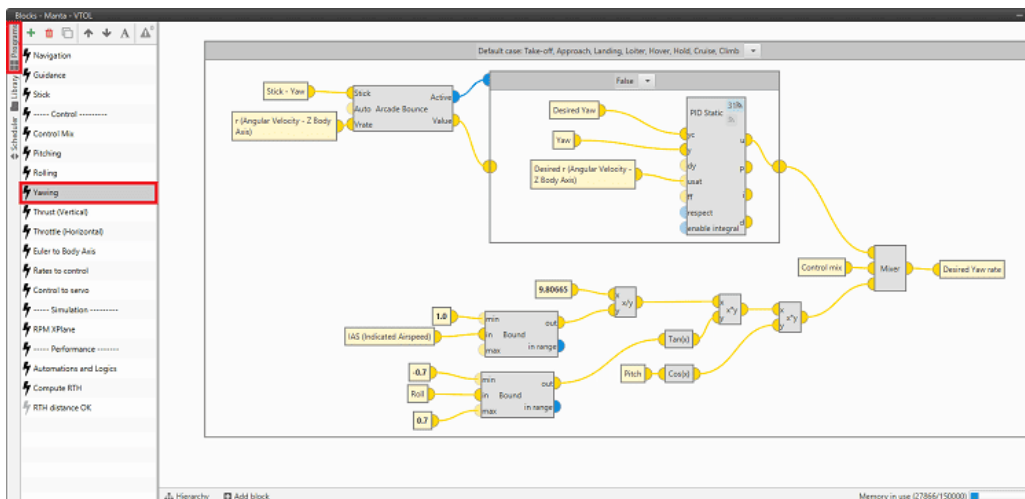 Blocks - Manta - VTOL
Programs
Library
Scheduler
A
Navigation
Guidance
Stick
----- Control ---------
Control Mix
Pitching
Rolling
Yawing
Thrust (Vertical)
Throttle (Horizontal)
Euler to Body Axis
Rates to control
Control to servo
----- Simulation ---------
RPM XPlane
----- Performance -------
Automations and Logics
Compute RTH
RTH distance OK
Default case: Take-off, Approach, Landing, Loiter, Hover, Hold, Cruise, Climb
Stick - Yaw
r (Angular Velocity - Z Body
Axis)
Stick
Auto
Vrate
Arcade Bounce
Active
Value
False
Desired Yaw
Yaw
Desired r (Angular Velocity -
Z Body Axis)
PID Static
yc
y
dy
usat
ff
respect
enable integral
u
p
i
d
Control mix
Mixer
Desired Yaw rate
9.80665
x
y
x/y
1.0
IAS (Indicated Airspeed)
min
in
max
Bound
out
in range
x
y
x*y
x
y
x*y
Tan(x)
Pitch
Cos(x)
-0.7
Roll
0.7
min
in
max
Bound
out
in range
Hierarchy
Add block
Memory in use (27866/150000)